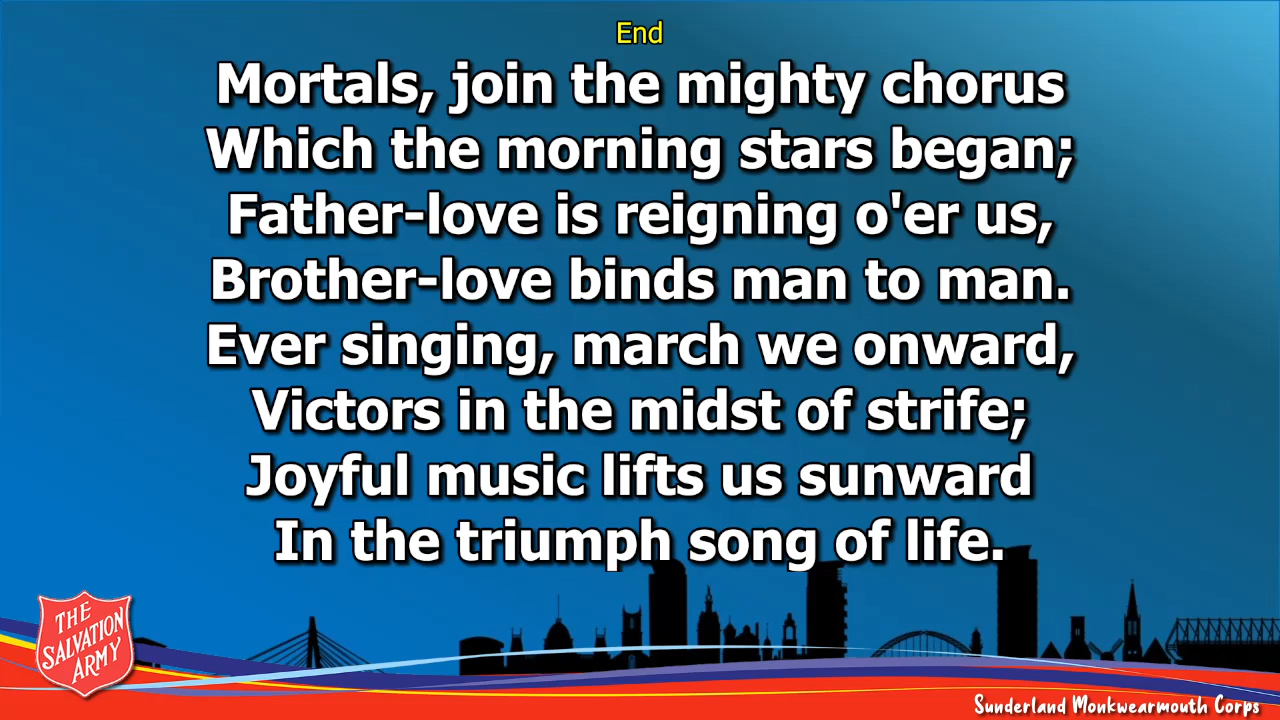 End
Mortals, join the mighty chorus
Which the morning stars began;
Father-love is reigning o'er us,
Brother-love binds man to man.
Ever singing, march we onward,
Victors in the midst of strife;
Joyful music lifts us sunward
In the triumph song of life.
THE
SALVATION
ARMY
Sunderland Monkwearmouth Corps